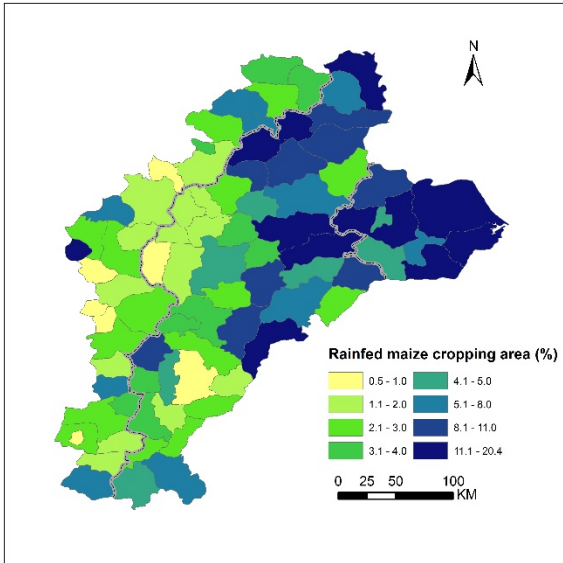 N
Rainfed maize cropping area (%)
0.5 - 1.0
1.1 - 2.0
2.1 - 3.0
3.1 - 4.0
4.1 - 5.0
5.1 - 8.0
8.1 - 11.0
11.1 - 20.4
0 25 50 100
KM